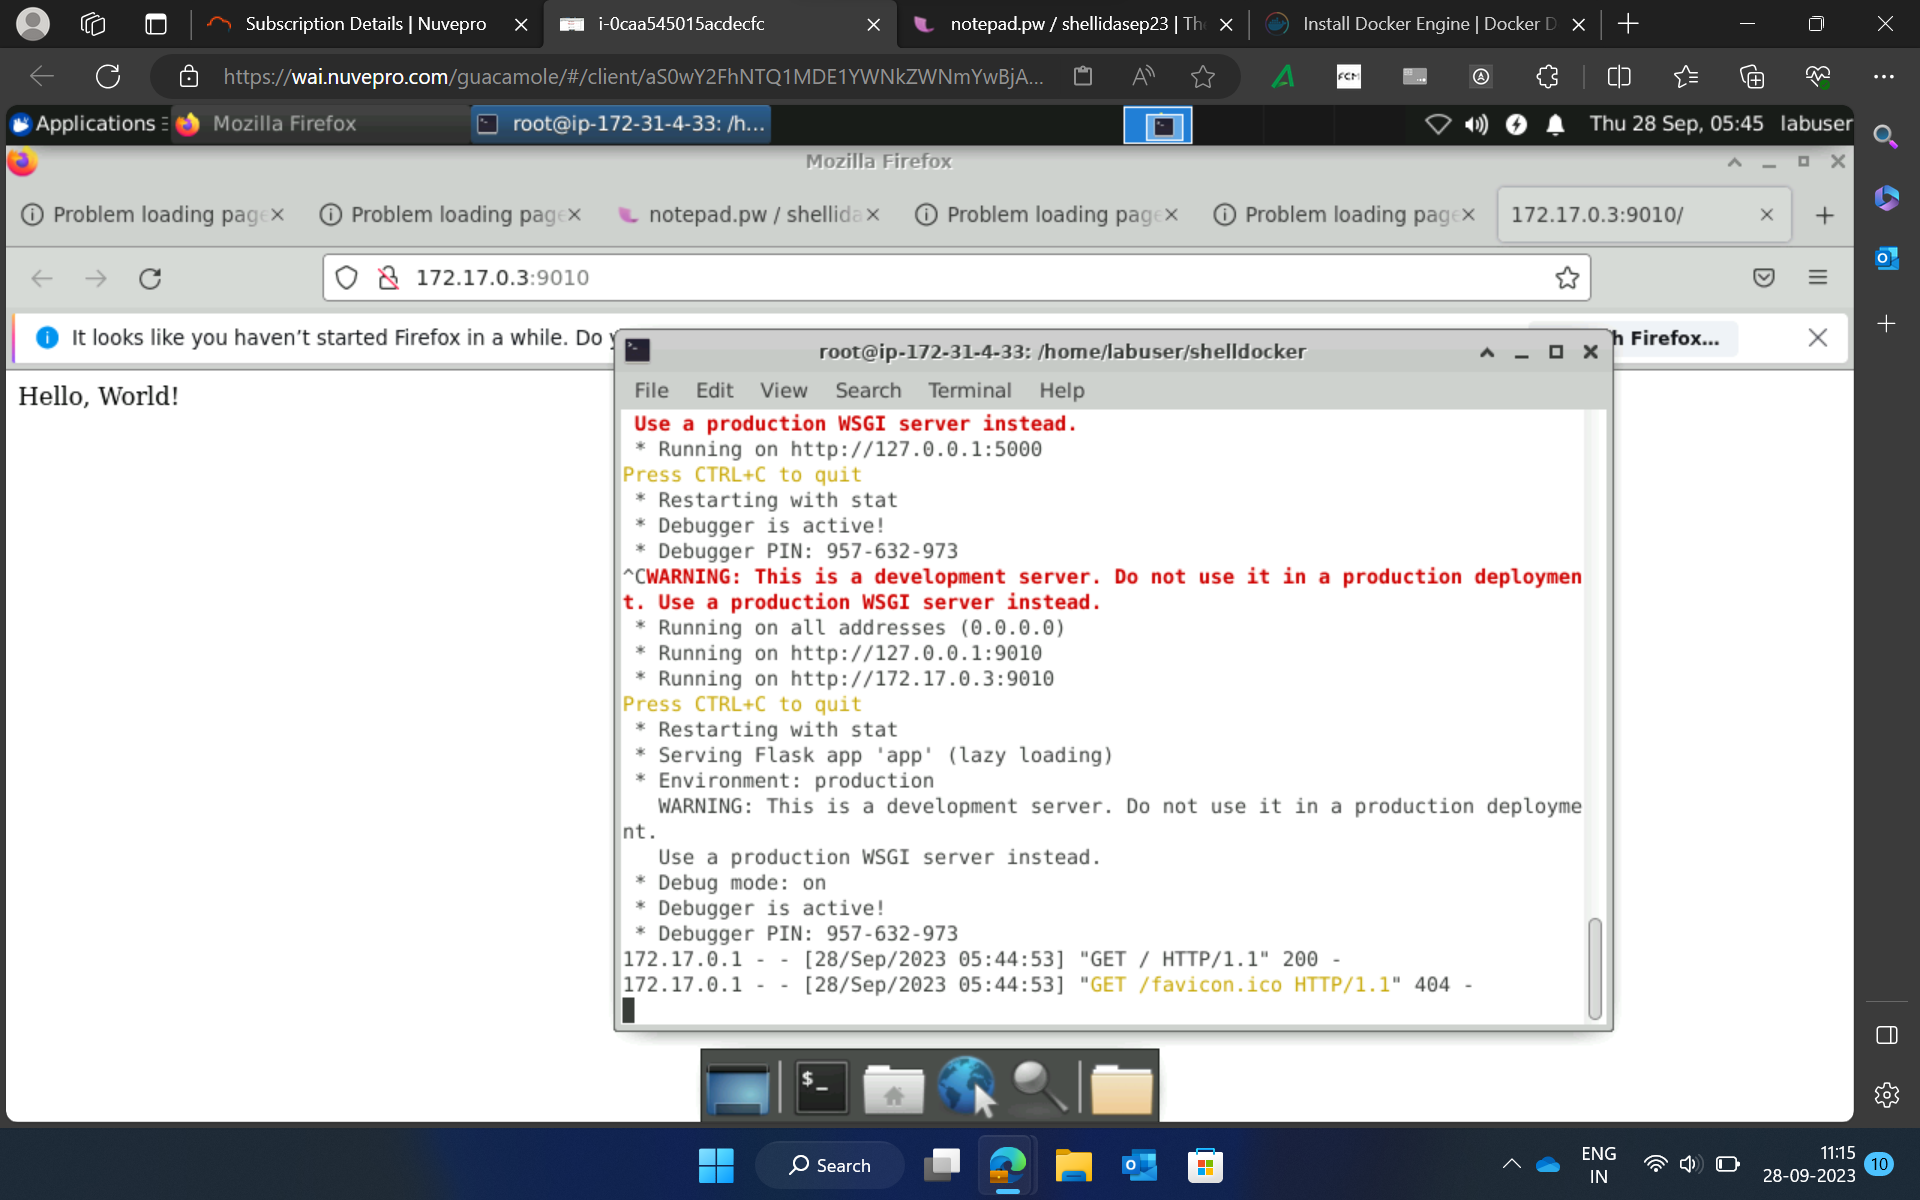 Subscription Details | Nuvepro
i-0caa545015acdecfc
notepad.pw / shellidasep23 | The
Install Docker Engine | Docker D
https://wai.nuvepro.com/guacamole/#/client/aS0wY2FhNTQ1MDE1YWNkZWNmYwBjA...
FCM
Applications
Mozilla Firefox
root@ip-172-31-4-33: /h...
Thu 28 Sep, 05:45
labuser
Mozilla Firefox
Problem loading page
Problem loading page
notepad.pw / shellida
Problem loading page
Problem loading page
172.17.0.3:9010/
172.17.0.3:9010
It looks like you haven’t started Firefox in a while. Do y
h Firefox...
Hello, World!
root@ip-172-31-4-33: /home/labuser/shelldocker
File Edit View Search Terminal Help
Use a production WSGI server instead.
* Running on http://127.0.0.1:5000
Press CTRL+C to quit
* Restarting with stat
* Debugger is active!
* Debugger PIN: 957-632-973
^CWARNING: This is a development server. Do not use it in a production deploymen
t. Use a production WSGI server instead.
* Running on all addresses (0.0.0.0)
* Running on http://127.0.0.1:9010
* Running on http://172.17.0.3:9010
Press CTRL+C to quit
* Restarting with stat
* Serving Flask app 'app' (lazy loading)
* Environment: production
WARNING: This is a development server. Do not use it in a production deployme
nt.
Use a production WSGI server instead.
* Debug mode: on
* Debugger is active!
* Debugger PIN: 957-632-973
172.17.0.1 - - [28/Sep/2023 05:44:53] "GET / HTTP/1.1" 200 -
172.17.0.1 - - [28/Sep/2023 05:44:53] "GET /favicon.ico HTTP/1.1" 404 -
$_
Search
ENG
IN
11:15
28-09-2023
10